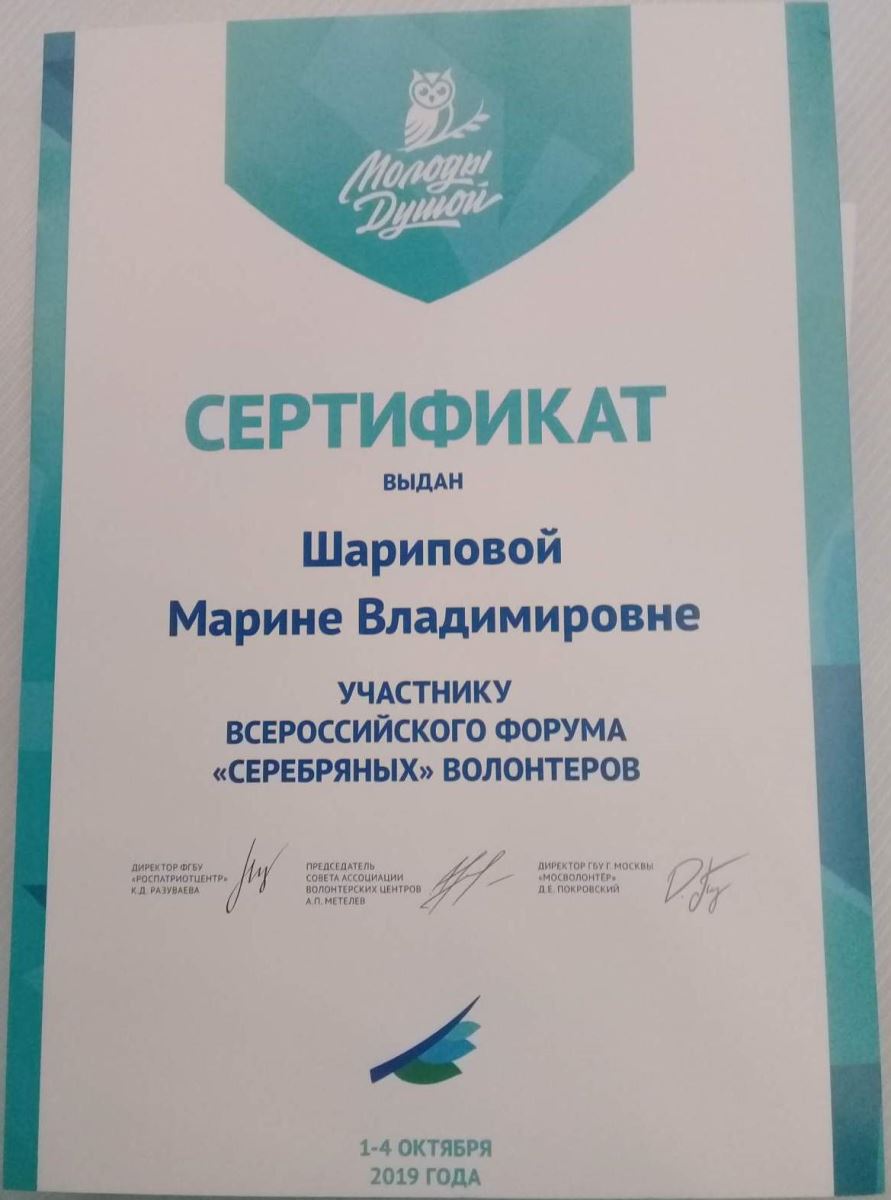 Молоды
Душой
СЕРТИФИКАТ
ВЫДАН
Шариповой
Марине Владимировне
УЧАСТНИКУ
ВСЕРОССИЙСКОГО ФОРУМА
«СЕРЕБРЯНЫХ» ВОЛОНТЕРОВ
ДИРЕКТОР ФГБУ
«РОСПАТРИОТЦЕНТР»
К.Д. РАЗУВАЕВА
ПРЕДСЕДАТЕЛЬ
СОВЕТА АССОЦИАЦИИ
ВОЛОНТЕРСКИХ ЦЕНТРОВ
А.П. МЕТЕЛЕВ
ДИРЕКТОР ГБУ Г. МОСКВЫ
«МОСВОЛОНТЁР»
Д.Е. ПОКРОВСКИЙ
1-4 ОКТЯБРЯ
2019 ГОДА